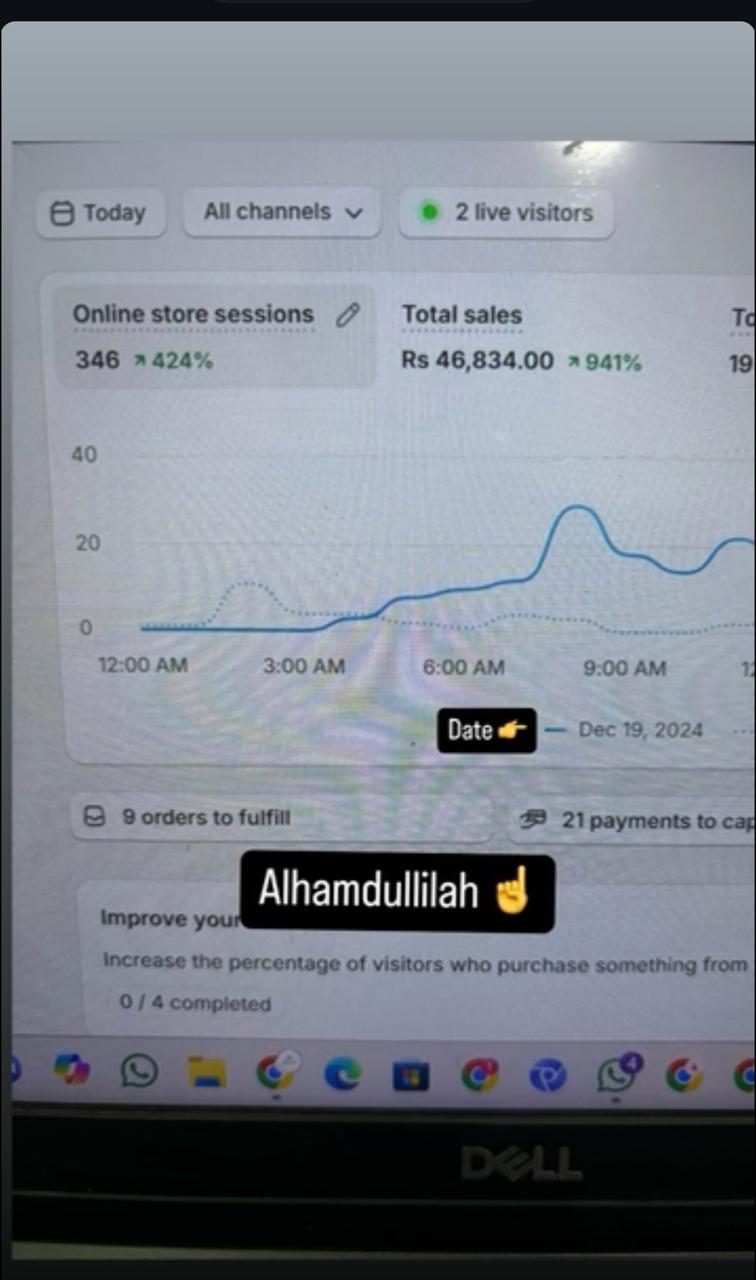 Today
All channels
2 live visitors
Online store sessions
346 424%
Total sales
Rs 46,834.00 941%
19
40
20
0
12:00 AM 3:00 AM 6:00 AM 9:00 AM 12
Date👉 Dec 19, 2024
9 orders to fulfill
21 payments to cap
Alhamdullilah ☝️
Improve your
Increase the percentage of visitors who purchase something from
0 / 4 completed
4
DELL